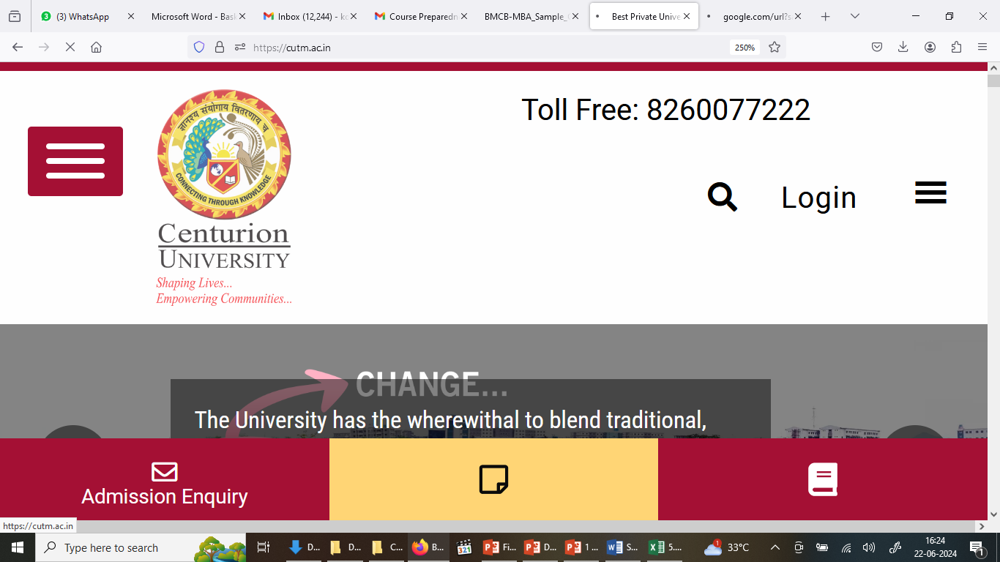 (3) WhatsApp
Microsoft Word - Bask
Inbox (12,244) - ko
Course Preparedn
BMCB-MBA_Sample_
Best Private Unive
google.com/url?s
https://cutm.ac.in
250%
Toll Free: 8260077222
Login
ज्ञानस्य संयोगाय वितरणाय च
CONNECTING THROUGH KNOWLEDGE
Centurion
UNIVERSITY
Shaping Lives...
Empowering Communities...
CHANGE...
The University has the wherewithal to blend traditional,
Admission Enquiry
https://cutm.ac.in
Type here to search
D...
D...
C...
B...
321
Fi...
D...
1 ...
S...
5....
1
33°C
16:24
22-06-2024
1